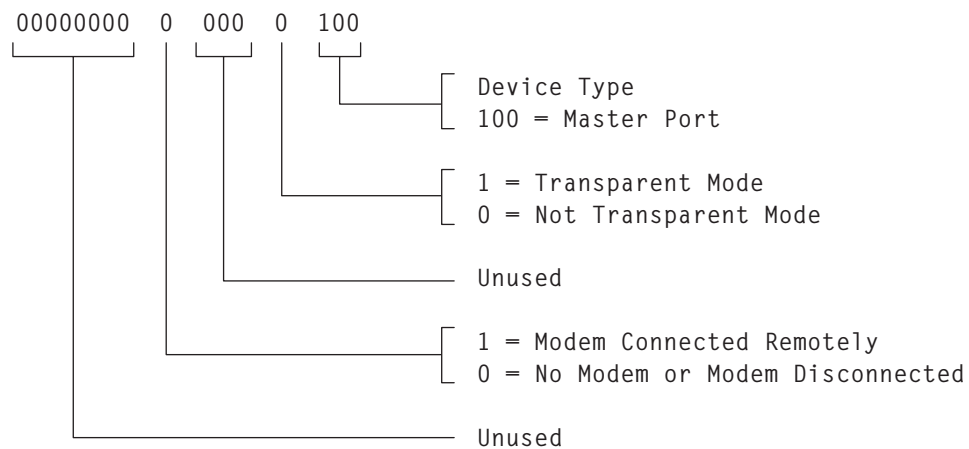 00000000 0 000 0 100
Device Type
100 = Master Port
1 = Transparent Mode
0 = Not Transparent Mode
Unused
1 = Modem Connected Remotely
0 = No Modem or Modem Disconnected
Unused